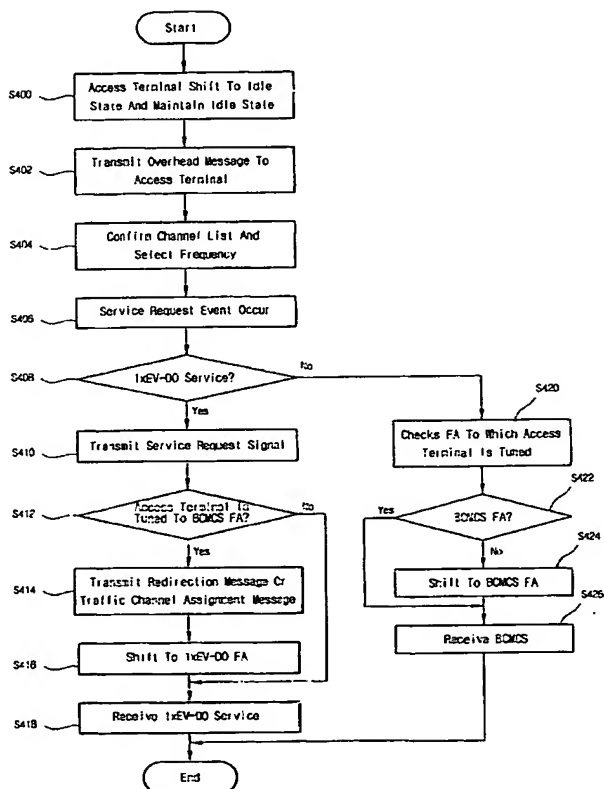 Start
S400
Access Terminal Shift To Idle
State And Maintain Idle State
S402
Transmit Overhead Message To
Access Terminal
S404
Confirm Channel List And
Select Frequency
S406
Service Request Event Occur
S408
1xEV-DO Service?
No
Yes
S410
Transmit Service Request Signal
S412
Access Terminal Is
Tuned To BCMCS FA?
No
Yes
S414
Transmit Redirection Message Or
Traffic Channel Assignment Message
S416
Shift To 1xEV-DO FA
S418
Receive 1xEV-DO Service
End
S420
Checks FA To Which Access
Terminal Is Tuned
S422
Yes
BCMCS FA?
No
S424
Shift To BCMCS FA
S426
Receive BCMCS